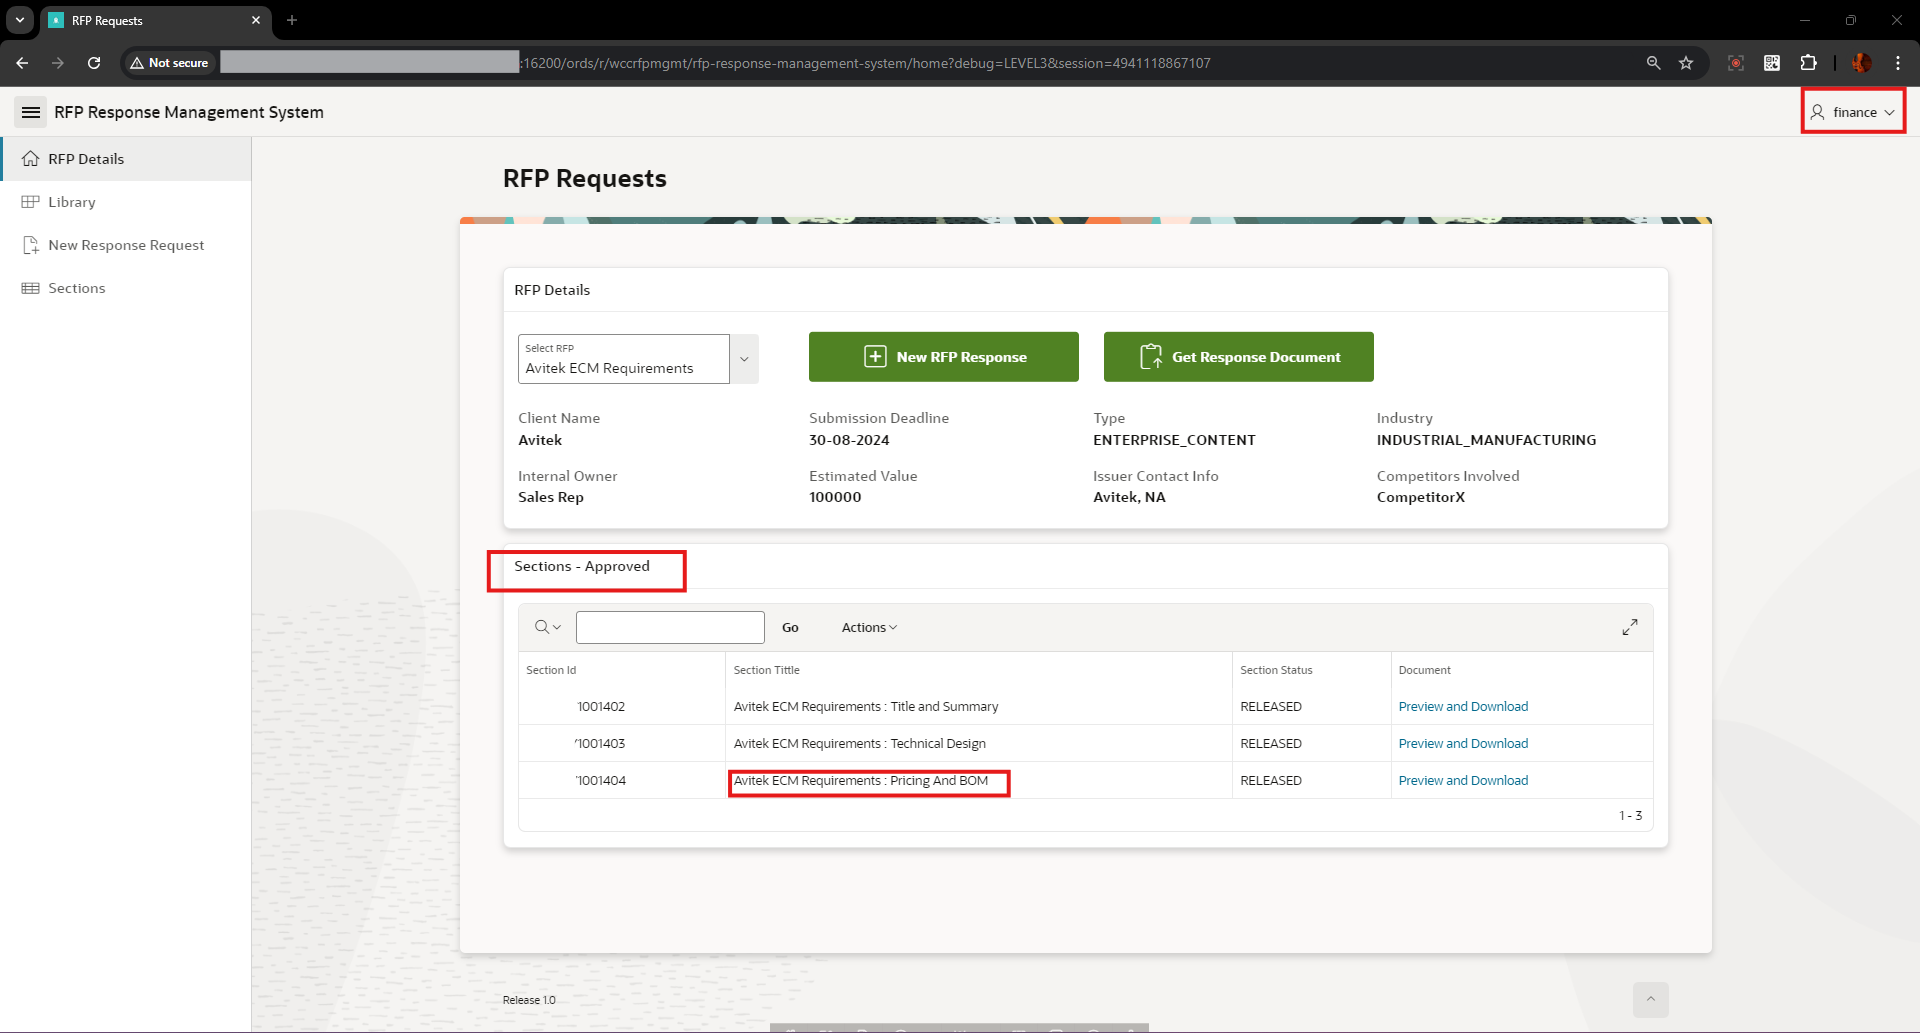 RFP Requests
Not secure
:16200/ords/r/wccrfpmgmt/rfp-response-management-system/home?debug=LEVEL3&session=4941118867107
RFP Response Management System
finance
RFP Details
Library
New Response Request
Sections
RFP Requests
RFP Details
Select RFP
Avitek ECM Requirements
New RFP Response
Get Response Document
Client Name Submission Deadline Type Industry
Avitek 30-08-2024 ENTERPRISE_CONTENT INDUSTRIAL_MANUFACTURING
Internal Owner Estimated Value Issuer Contact Info Competitors Involved
Sales Rep 100000 Avitek, NA CompetitorX
Sections - Approved
Go Actions
Section Id Section Tittle Section Status Document
1001402 Avitek ECM Requirements : Title and Summary RELEASED Preview and Download
1001403 Avitek ECM Requirements : Technical Design RELEASED Preview and Download
1001404 Avitek ECM Requirements : Pricing And BOM RELEASED Preview and Download
1 - 3
Release 1.0